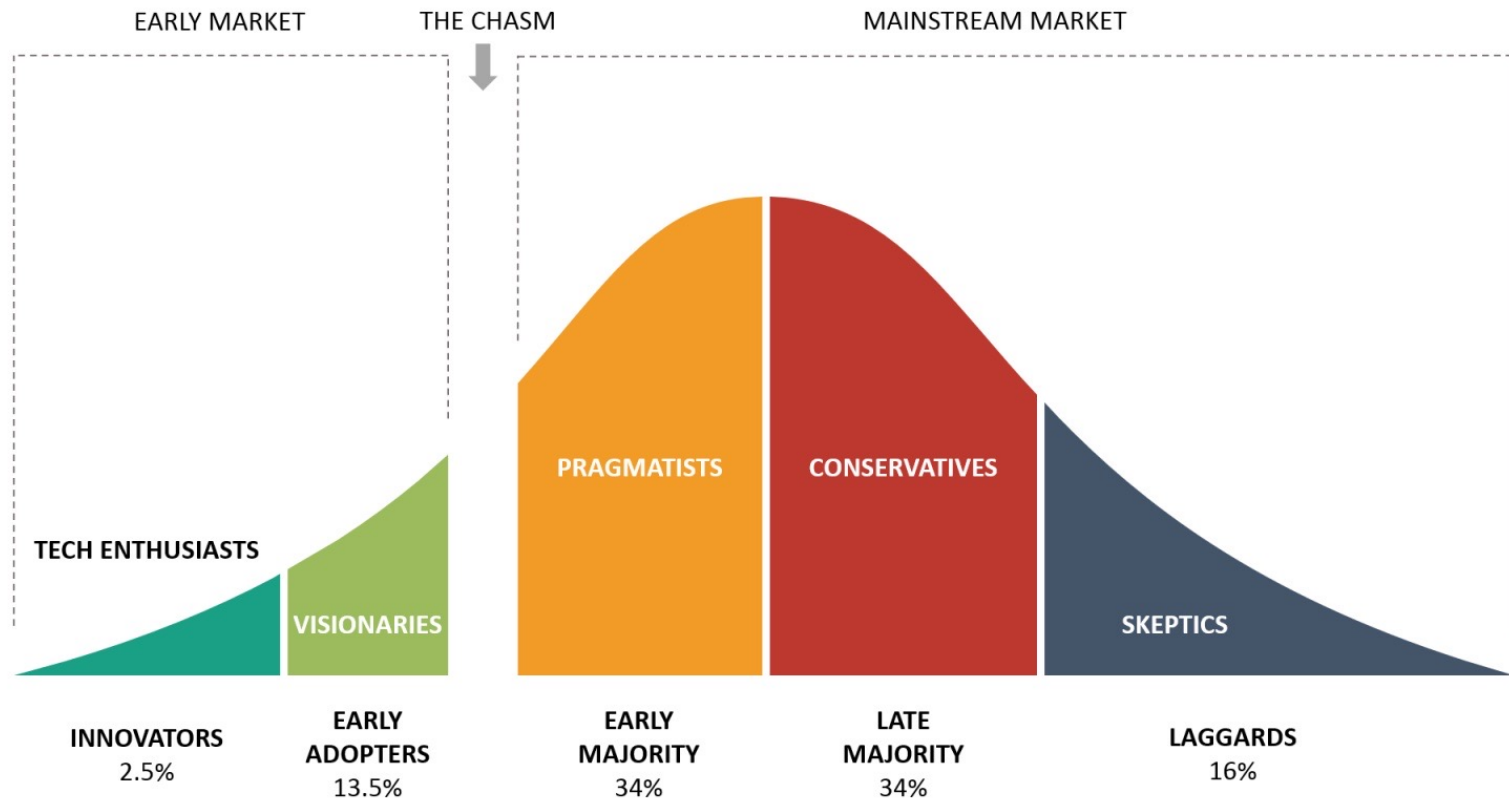 EARLY MARKET
THE CHASM
MAINSTREAM MARKET
TECH ENTHUSIASTS
VISIONARIES
PRAGMATISTS
CONSERVATIVES
SKEPTICS
INNOVATORS
2.5%
EARLY
ADOPTERS
13.5%
EARLY
MAJORITY
34%
LATE
MAJORITY
34%
LAGGARDS
16%